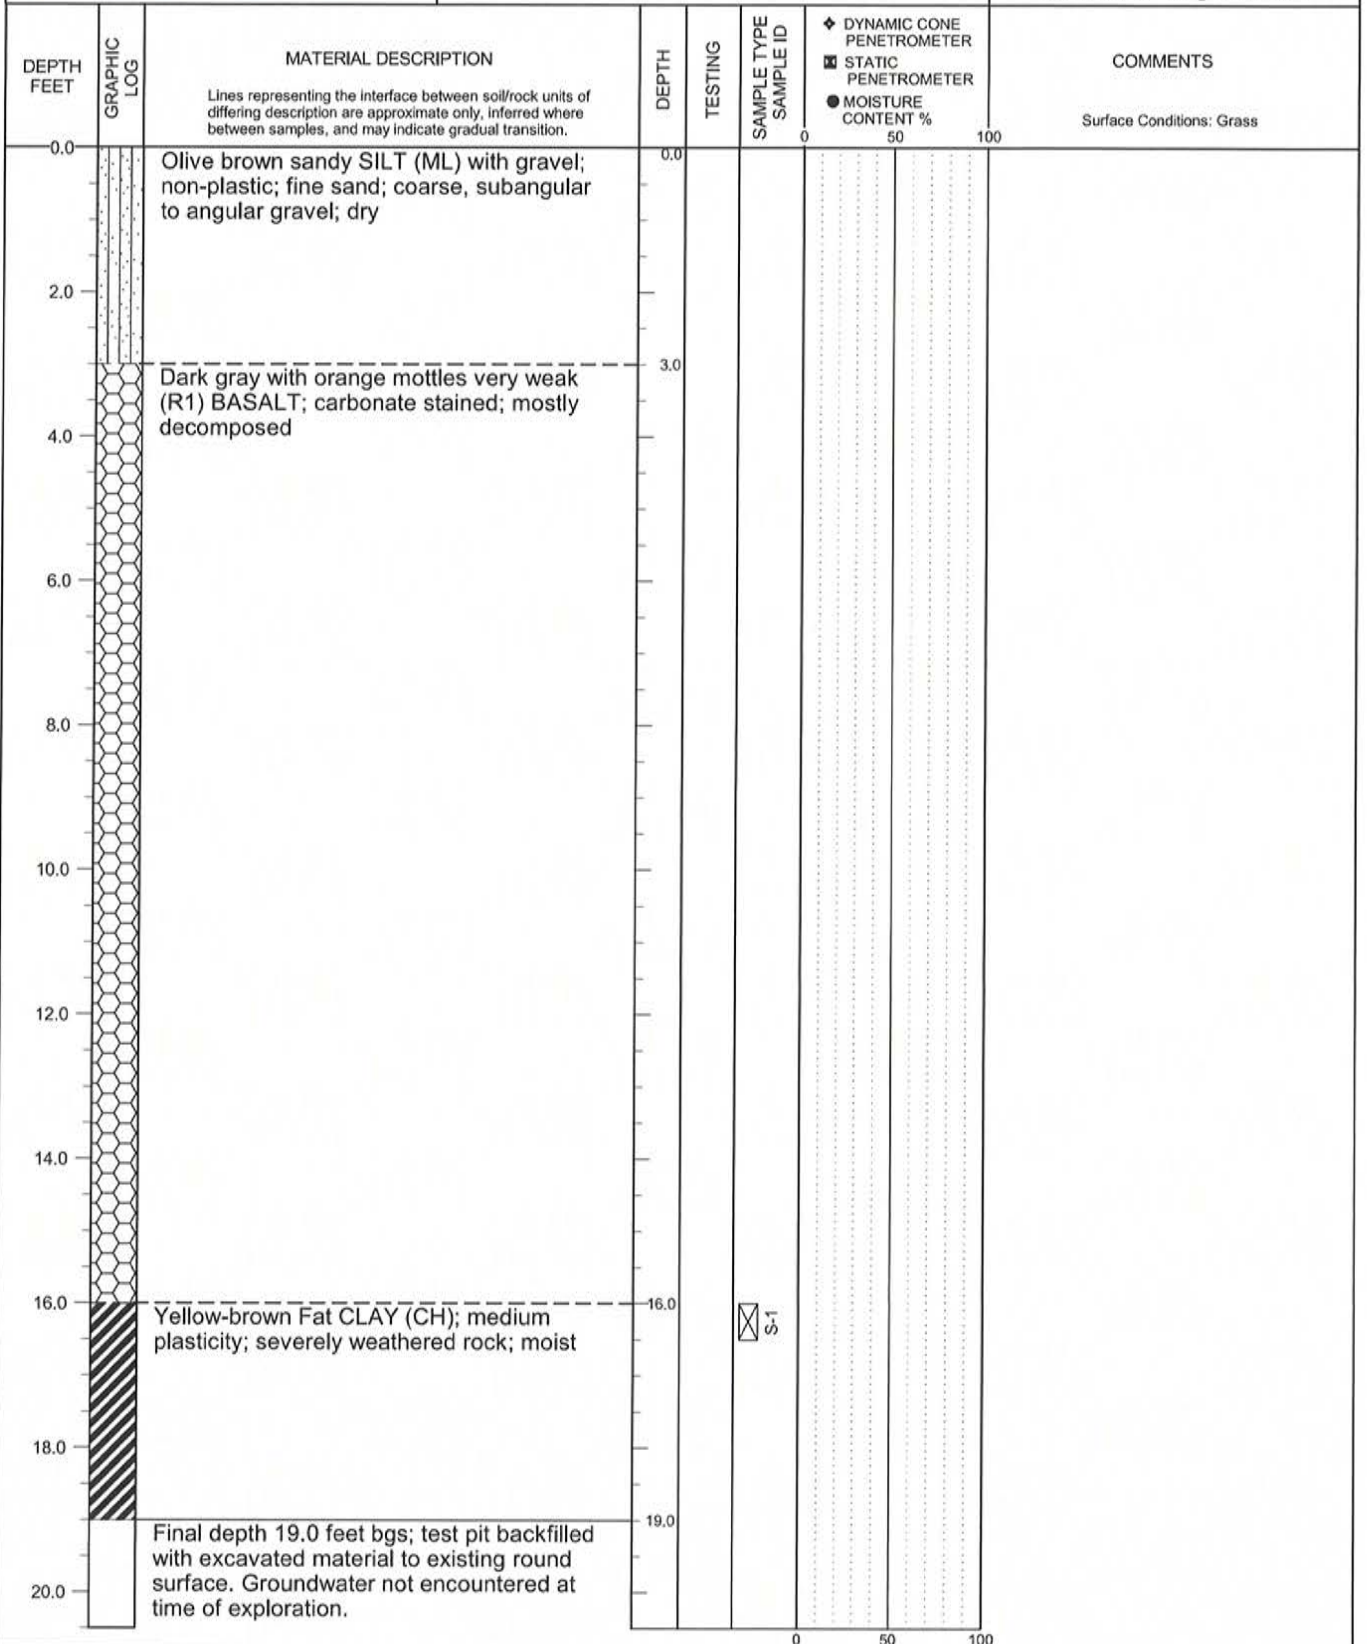 DEPTH
FEET
GRAPHIC
LOG
MATERIAL DESCRIPTION
Lines representing the interface between soil/rock units of
differing description are approximate only, inferred where
between samples, and may indicate gradual transition.
DEPTH
TESTING
SAMPLE TYPE
SAMPLE ID
DYNAMIC CONE
PENETROMETER
STATIC
PENETROMETER
MOISTURE
CONTENT %
0 50 100
COMMENTS
Surface Conditions: Grass
0.0
Olive brown sandy SILT (ML) with gravel;
non-plastic; fine sand; coarse, subangular
to angular gravel; dry
0.0
2.0
3.0
Dark gray with orange mottles very weak
(R1) BASALT; carbonate stained; mostly
decomposed
4.0
6.0
8.0
10.0
12.0
14.0
16.0
16.0
Yellow-brown Fat CLAY (CH); medium
plasticity; severely weathered rock; moist
S-1
18.0
19.0
Final depth 19.0 feet bgs; test pit backfilled
with excavated material to existing round
surface. Groundwater not encountered at
time of exploration.
20.0
0 50 100